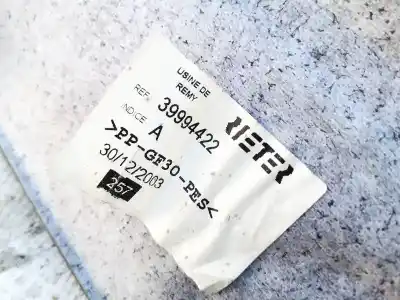 USINE DE
REMY
RIETER
REF. 39994422
INDICE A
>PP-GF30-PES<
30/12/2003
257